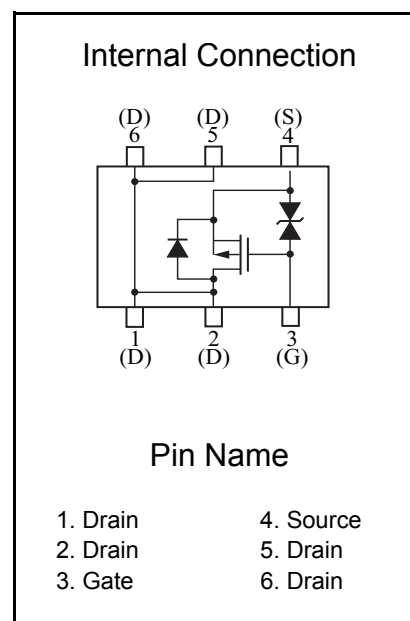 Internal Connection
(D) (D) (S)
6 5 4
1 2 3
(D) (D) (G)
Pin Name
1. Drain 4. Source
2. Drain 5. Drain
3. Gate 6. Drain